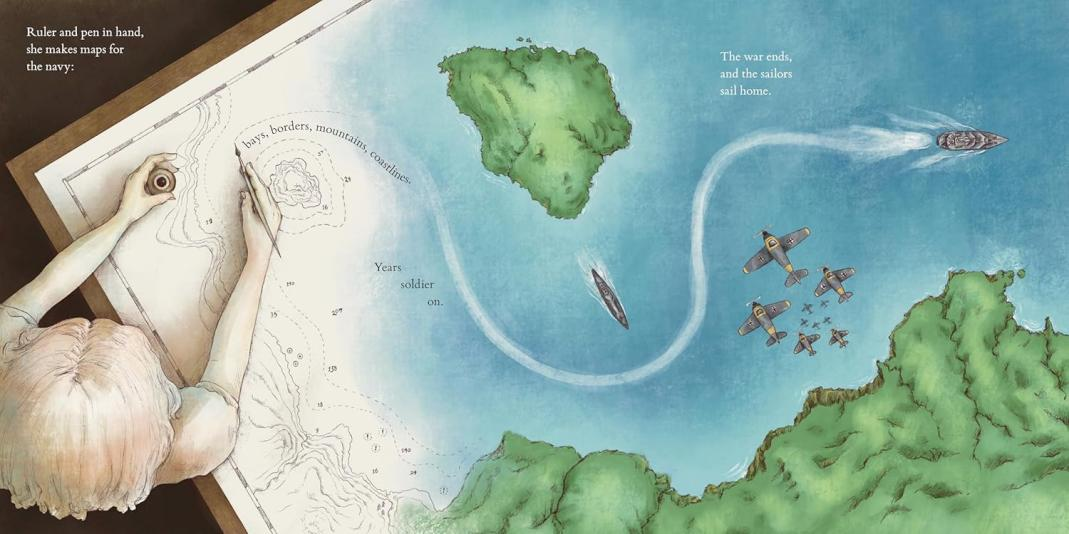 Ruler and pen in hand,
she makes maps for
the navy:
bays, borders, mountains, coastlines.
Years
soldier
on.
The war ends,
and the sailors
sail home.